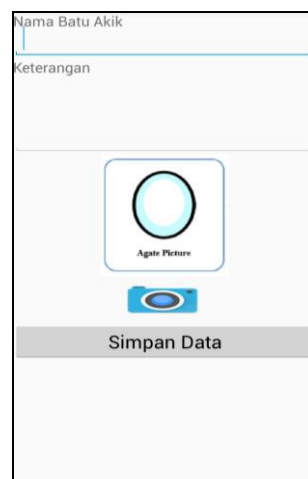 Nama Batu Akik
Keterangan
Agate Picture
Simpan Data